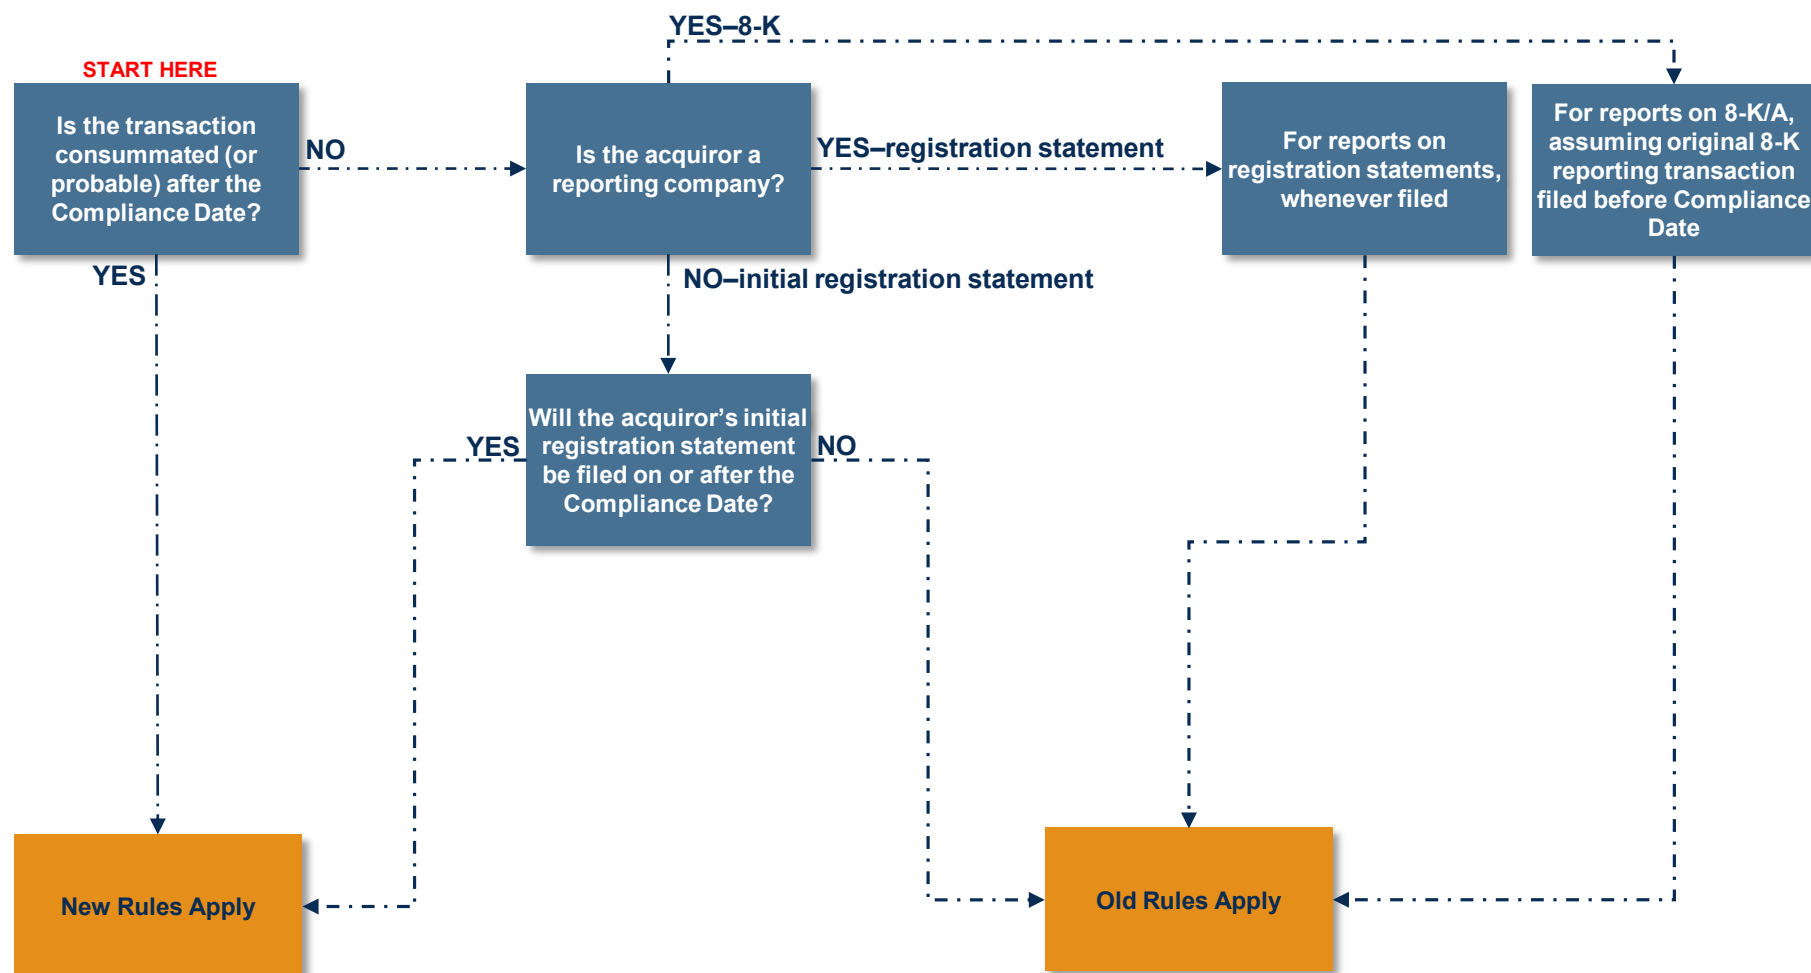 YES–8-K
START HERE
Is the transaction
consummated (or
probable) after the
Compliance Date?
NO
Is the acquiror a
reporting company?
YES–registration statement
For reports on
registration statements,
whenever filed
For reports on 8-K/A,
assuming original 8-K
reporting transaction
filed before Compliance
Date
YES
NO–initial registration statement
Will the acquiror’s initial
registration statement
be filed on or after the
Compliance Date?
YES
NO
New Rules Apply
Old Rules Apply